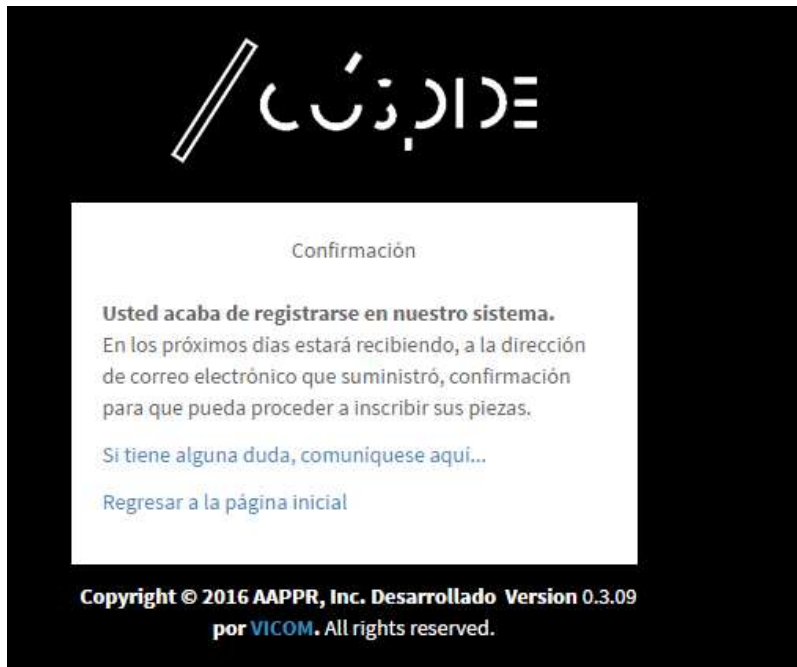 CÚSPIDE
Confirmación
Usted acaba de registrarse en nuestro sistema.
En los próximos días estará recibiendo, a la dirección
de correo electrónico que suministró, confirmación
para que pueda proceder a inscribir sus piezas.
Si tiene alguna duda, comuníquese aquí...
Regresar a la página inicial
Copyright © 2016 AAPPR, Inc. Desarrollado Version 0.3.09
por VICOM. All rights reserved.